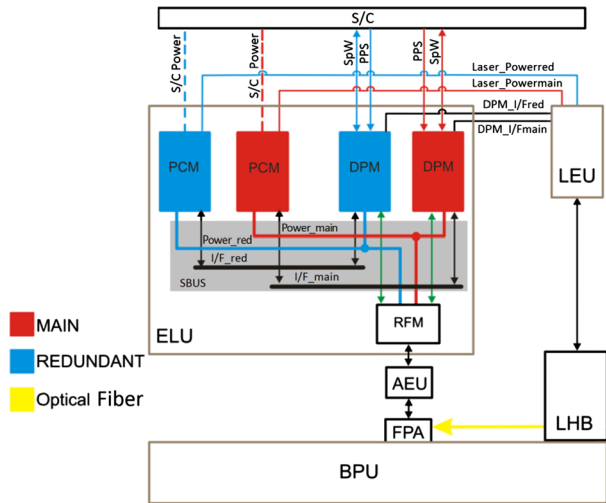 S/C
S/C Power
S/C Power
SpW
PPS
PPS
SpW
Laser_Powerred
Laser_Powermain
DPM_I/Fred
DPM_I/Fmain
PCM
PCM
DPM
DPM
LEU
Power_red
Power_main
I/F_red
I/F_main
SBUS
RFM
ELU
MAIN
REDUNDANT
Optical Fiber
AEU
FPA
LHB
BPU